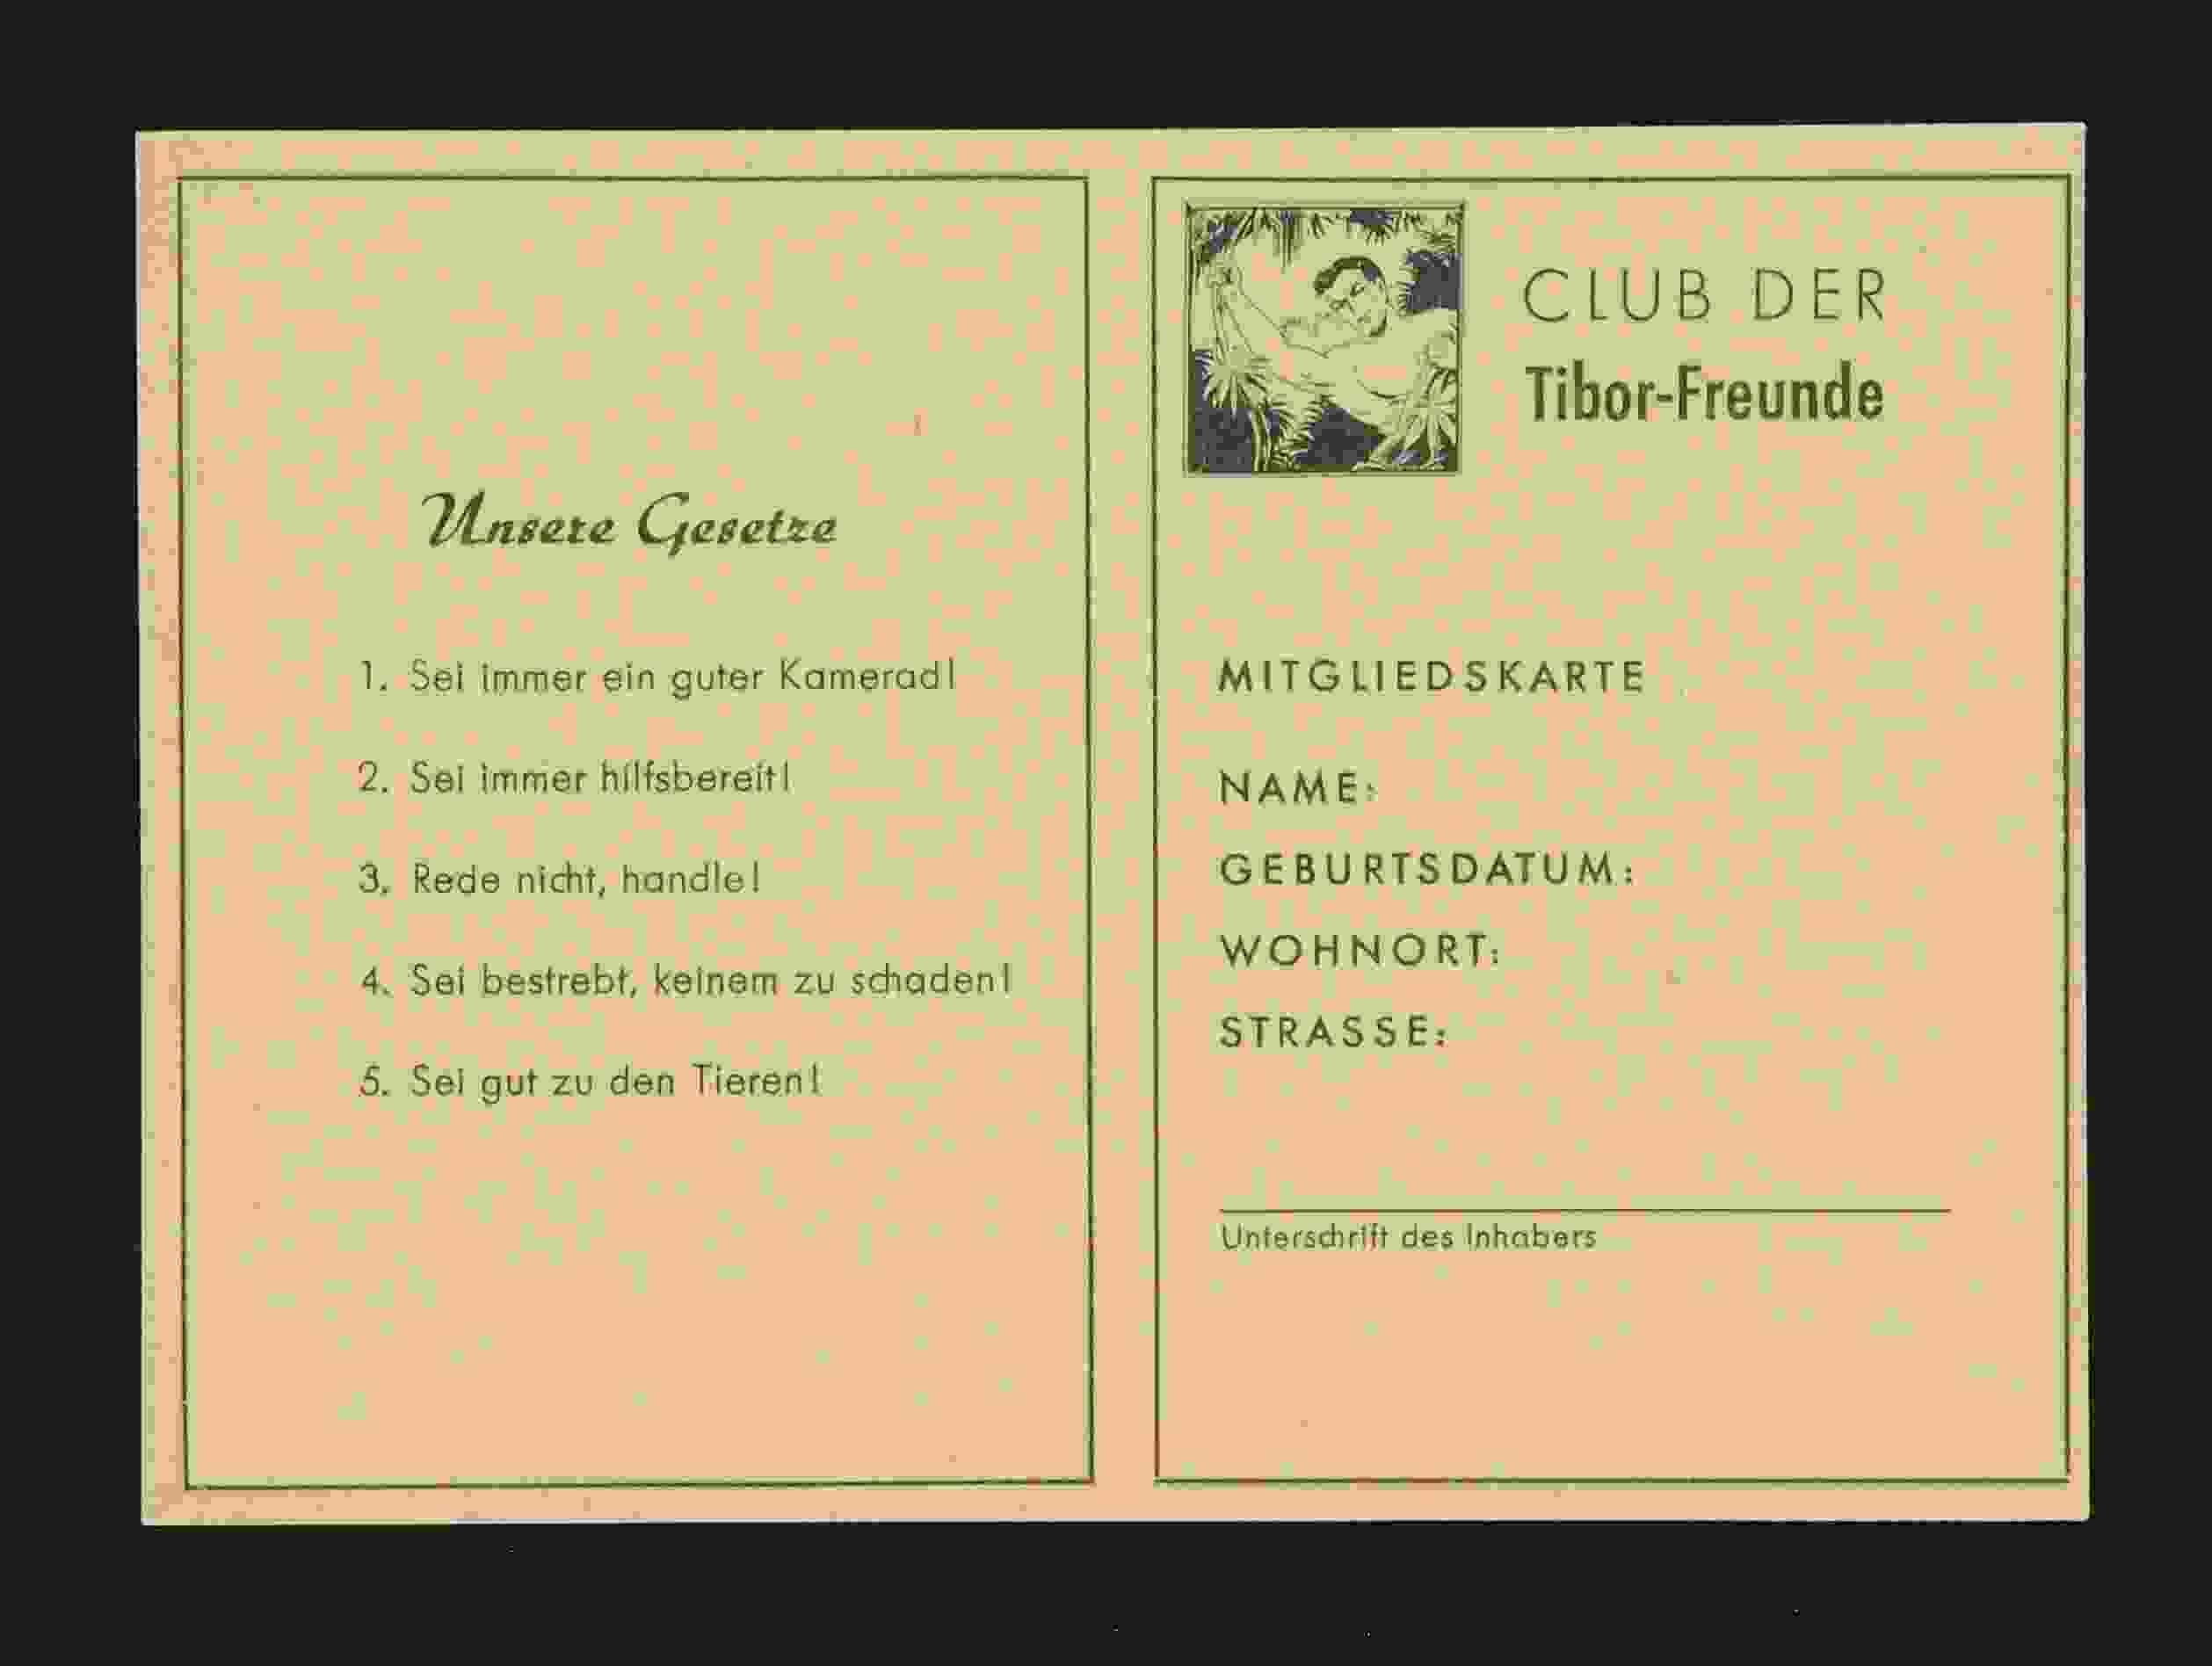 Unsere Gesetze
1. Sei immer ein guter Kamerad!
2. Sei immer hilfsbereit!
3. Rede nicht, handle!
4. Sei bestrebt, keinem zu schaden!
5. Sei gut zu den Tieren!
CLUB DER
Tibor-Freunde
MITGLIEDSKARTE
NAME:
GEBURTSDATUM:
WOHNORT:
STRASSE:
Unterschrift des Inhabers